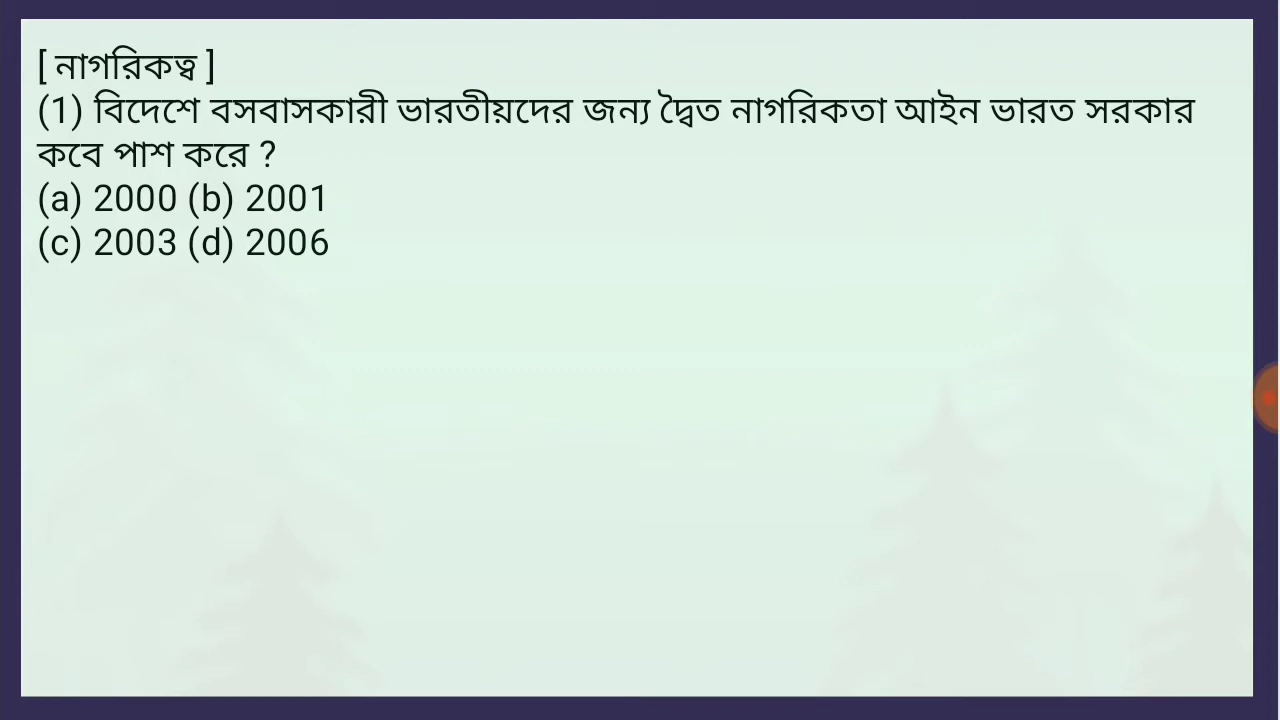 [ নাগরিকত্ব ]
(1) বিদেশে বসবাসকারী ভারতীয়দের জন্য দ্বৈত নাগরিকতা আইন ভারত সরকার
কবে পাশ করে ?
(a) 2000 (b) 2001
(c) 2003 (d) 2006